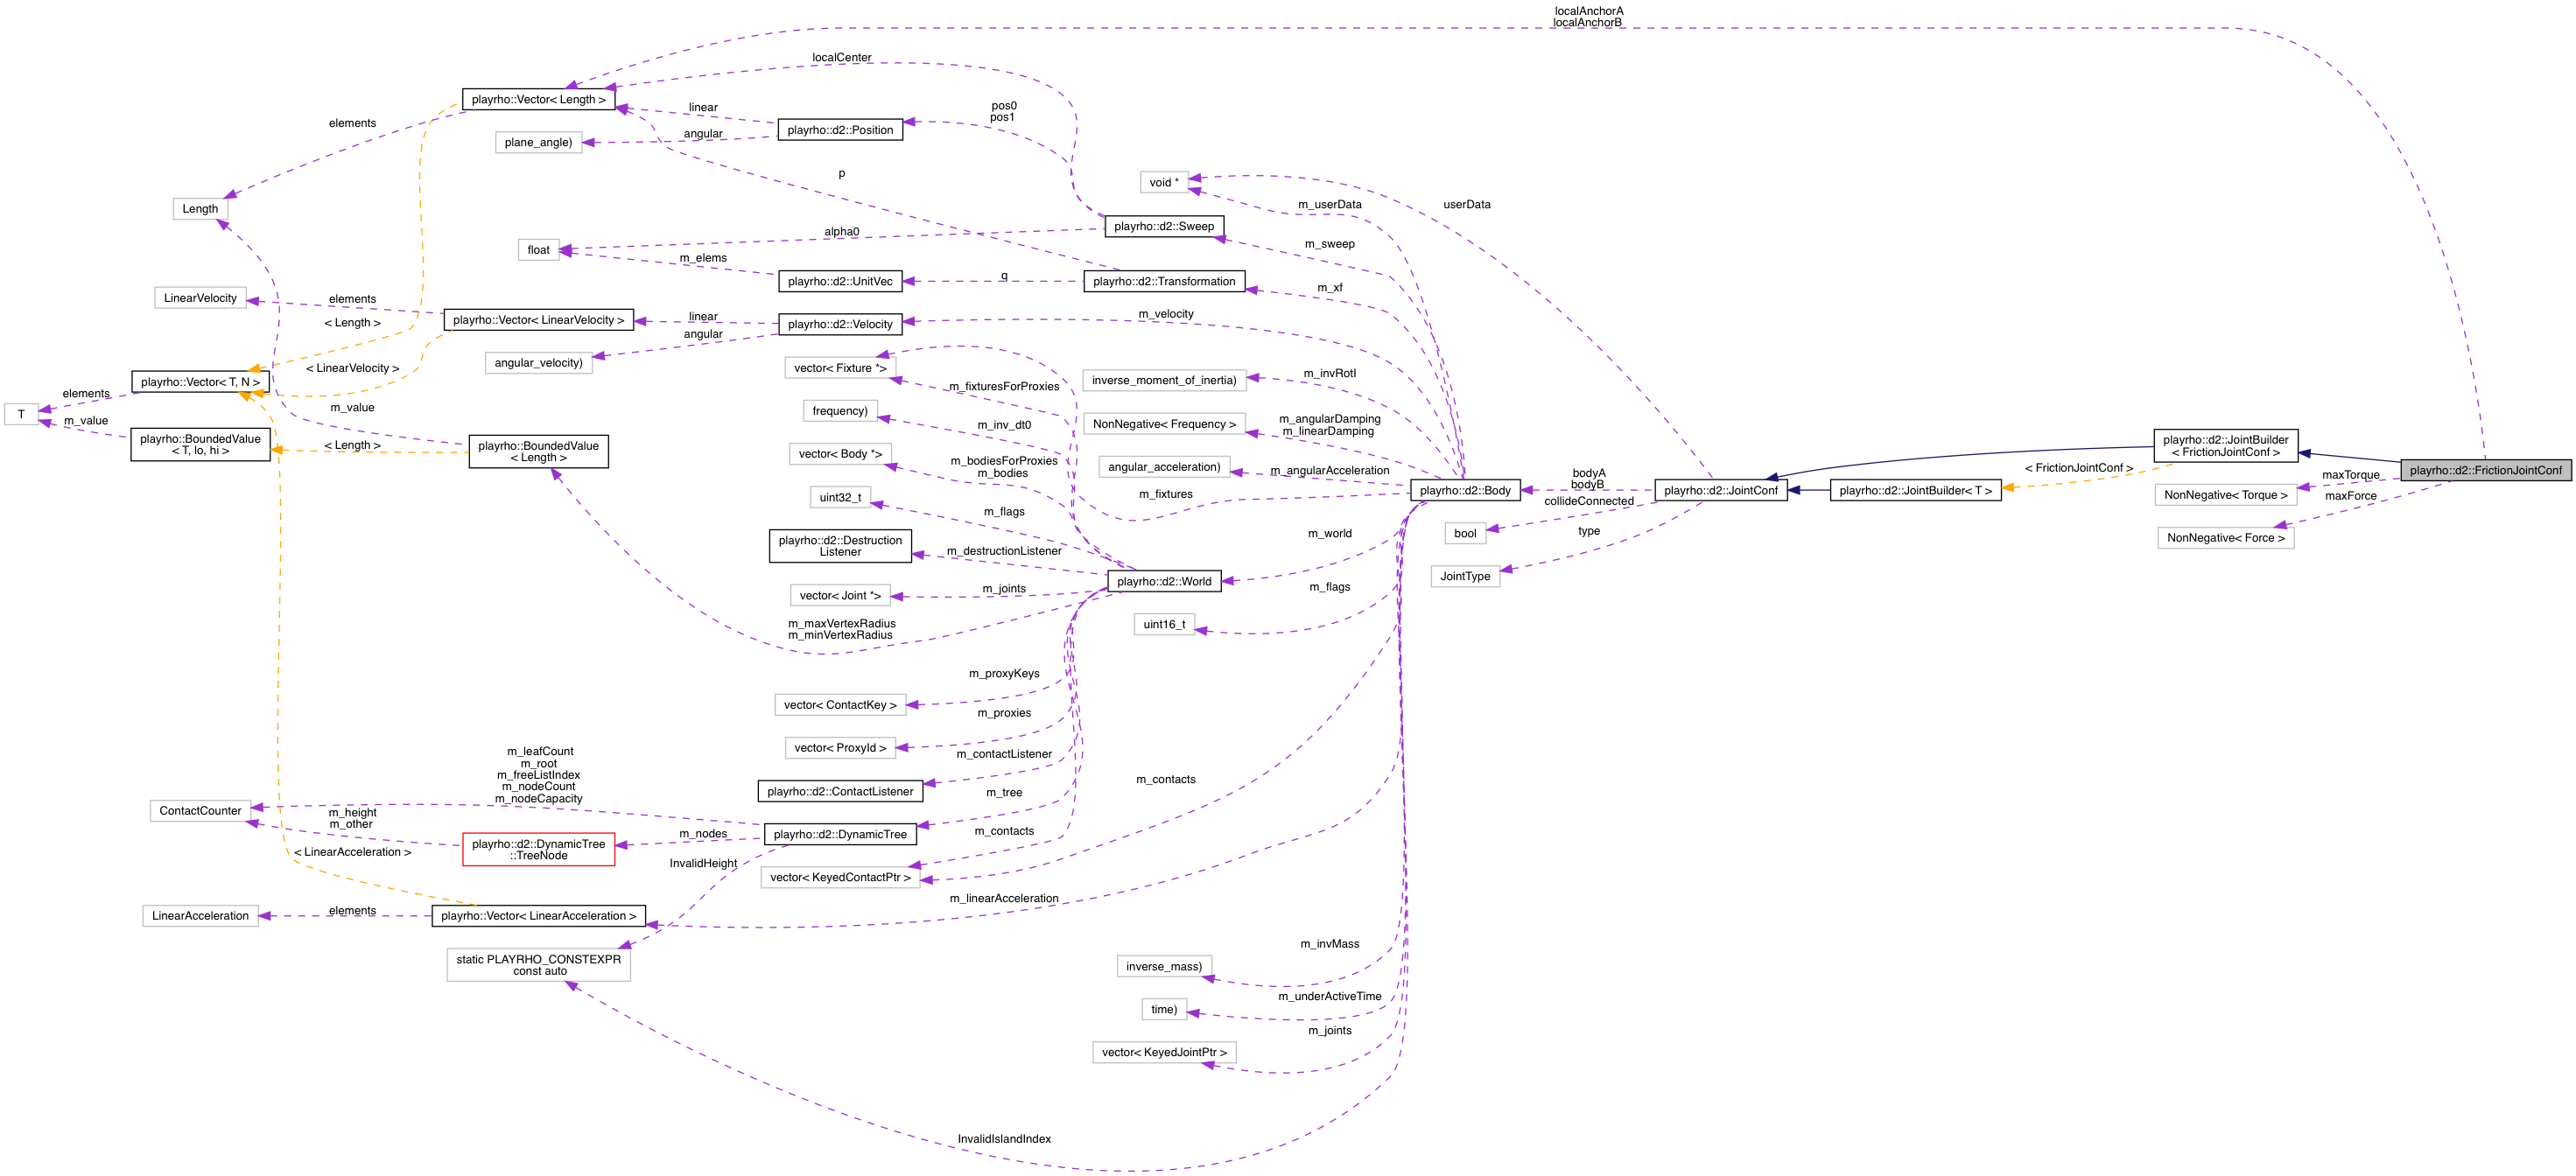 localAnchorA
localAnchorB
localCenter
playrho::Vector< Length >
linear
pos0
pos1
elements
playrho::d2::Position
angular
plane_angle)
p
void *
Length
m_userData
userData
playrho::d2::Sweep
alpha0
float
m_sweep
m_elems
playrho::d2::UnitVec
q
playrho::d2::Transformation
m_xf
LinearVelocity
elements
< Length >
playrho::Vector< LinearVelocity >
linear
playrho::d2::Velocity
m_velocity
angular
angular_velocity)
vector< Fixture *>
< LinearVelocity >
playrho::Vector< T, N >
m_fixturesForProxies
inverse_moment_of_inertia)
m_invRotI
elements
T
m_value
m_value
frequency)
m_inv_dt0
NonNegative< Frequency >
m_angularDamping
m_linearDamping
playrho::BoundedValue
< T, lo, hi >
< Length >
playrho::BoundedValue
< Length >
vector< Body *>
m_bodiesForProxies
m_bodies
angular_acceleration)
m_angularAcceleration
uint32_t
m_flags
m_fixtures
playrho::d2::Body
bodyA
bodyB
collideConnected
playrho::d2::JointConf
playrho::d2::JointBuilder< T >
playrho::d2::JointBuilder
< FrictionJointConf >
< FrictionJointConf >
playrho::d2::FrictionJointConf
maxTorque
NonNegative< Torque >
maxForce
NonNegative< Force >
bool
type
JointType
playrho::d2::Destruction
Listener
m_destructionListener
m_world
playrho::d2::World
vector< Joint *>
m_joints
m_flags
uint16_t
m_maxVertexRadius
m_minVertexRadius
m_proxyKeys
vector< ContactKey >
m_proxies
vector< ProxyId >
m_contactListener
playrho::d2::ContactListener
m_contacts
m_leafCount
m_root
m_freeListIndex
m_nodeCount
m_nodeCapacity
m_tree
ContactCounter
m_height
m_other
playrho::d2::DynamicTree
::TreeNode
m_nodes
playrho::d2::DynamicTree
m_contacts
< LinearAcceleration >
InvalidHeight
vector< KeyedContactPtr >
m_linearAcceleration
LinearAcceleration
elements
playrho::Vector< LinearAcceleration >
static PLAYRHO_CONSTEXPR
const auto
m_invMass
inverse_mass)
m_underActiveTime
time)
m_joints
vector< KeyedJointPtr >
InvalidIslandIndex